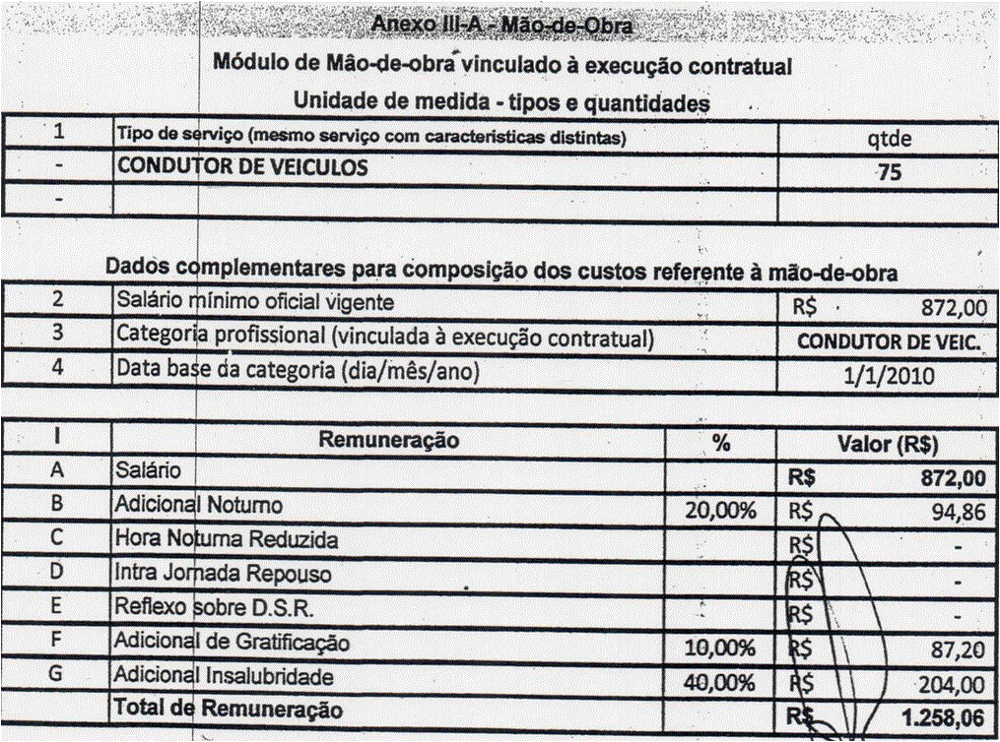 Anexo III-A - Mão-de-Obra
Módulo de Mâo-de-obra vinculado à execução contratual
Unidade de medida - tipos e quantidades
1 Tipo de serviço (mesmo serviço com caracteristicas distintas) qtde
- CONDUTOR DE VEICULOS 75
-
Dados complementares para composição dos custos referente à mão-de-obra
2 Salário mínimo oficial vigente R$ 872,00
3 Categoria profissional (vinculada à execução contratual) CONDUTOR DE VEIC.
4 Data base da categoria (dia/mês/ano) 1/1/2010
I Remuneração % Valor (R$)
A Salário R$ 872,00
B Adicional Noturno 20,00% R$ 94,86
C Hora Noturna Reduzida R$ -
D Intra Jornada Repouso R$ -
E Reflexo sobre D.S.R. R$ -
F Adicional de Gratificação 10,00% R$ 87,20
G Adicional Insalubridade 40,00% R$ 204,00
Total de Remuneração R$ 1.258,06